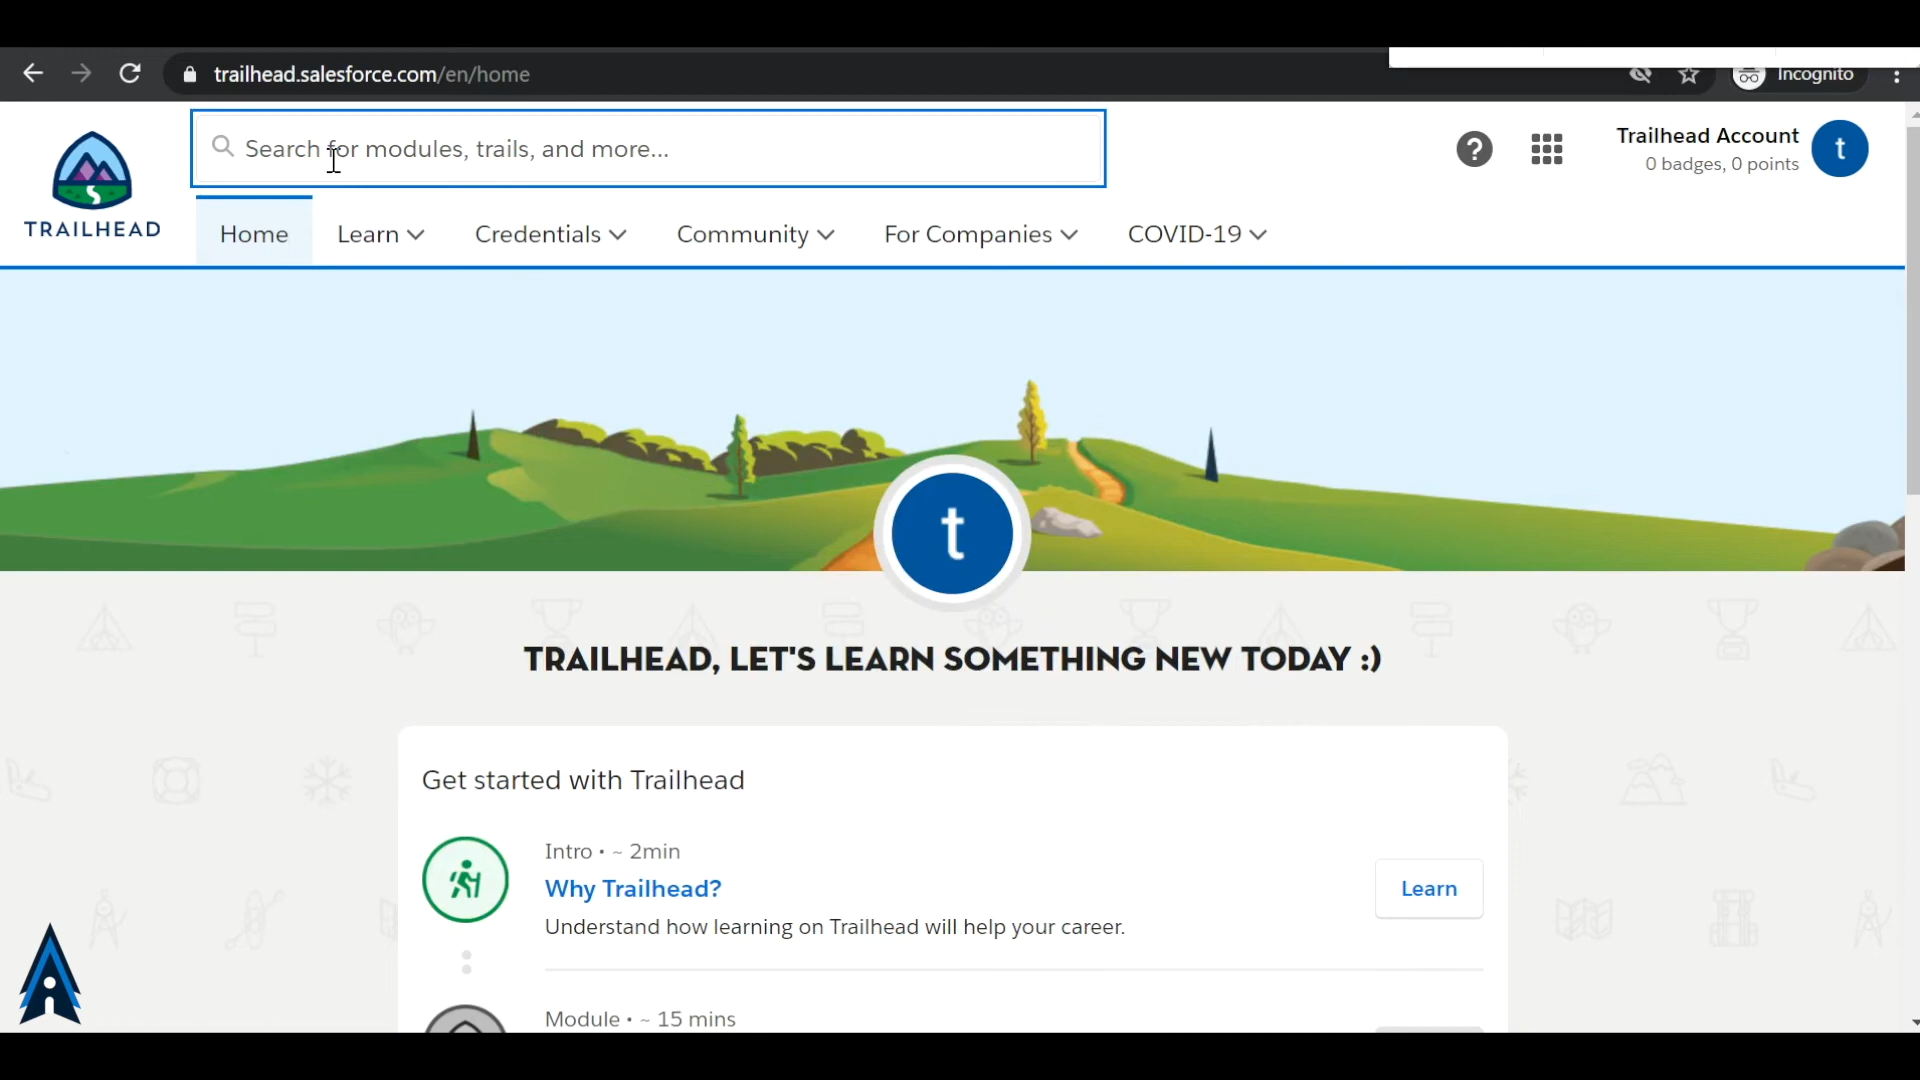 trailhead.salesforce.com/en/home
Incognito
Search for modules, trails, and more...
Trailhead Account
0 badges, 0 points
t
TRAILHEAD
Home
Learn
Credentials
Community
For Companies
COVID-19
t
TRAILHEAD, LET'S LEARN SOMETHING NEW TODAY :)
Get started with Trailhead
Intro • ~ 2min
Why Trailhead?
Learn
Understand how learning on Trailhead will help your career.
Module • ~ 15 mins